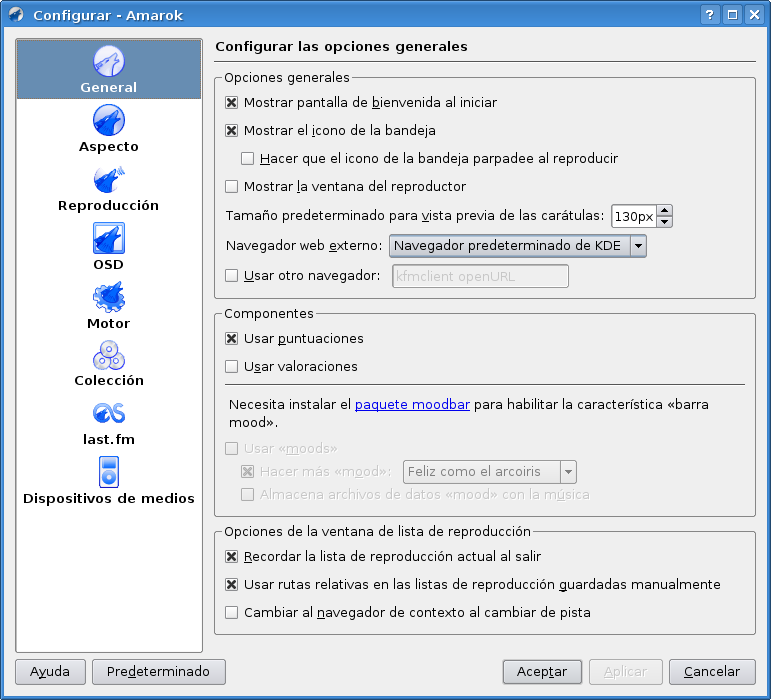 Configurar - Amarok
?
General
Aspecto
Reproducción
OSD
Motor
Colección
last.fm
Dispositivos de medios
Configurar las opciones generales
Opciones generales
Mostrar pantalla de bienvenida al iniciar
Mostrar el icono de la bandeja
Hacer que el icono de la bandeja parpadee al reproducir
Mostrar la ventana del reproductor
Tamaño predeterminado para vista previa de las carátulas: 130px
Navegador web externo: Navegador predeterminado de KDE
Usar otro navegador: kfmclient openURL
Componentes
Usar puntuaciones
Usar valoraciones
Necesita instalar el paquete moodbar para habilitar la característica «barra
mood».
Usar «moods»
Hacer más «mood»: Feliz como el arcoiris
Almacena archivos de datos «mood» con la música
Opciones de la ventana de lista de reproducción
Recordar la lista de reproducción actual al salir
Usar rutas relativas en las listas de reproducción guardadas manualmente
Cambiar al navegador de contexto al cambiar de pista
Ayuda Predeterminado Aceptar Aplicar Cancelar